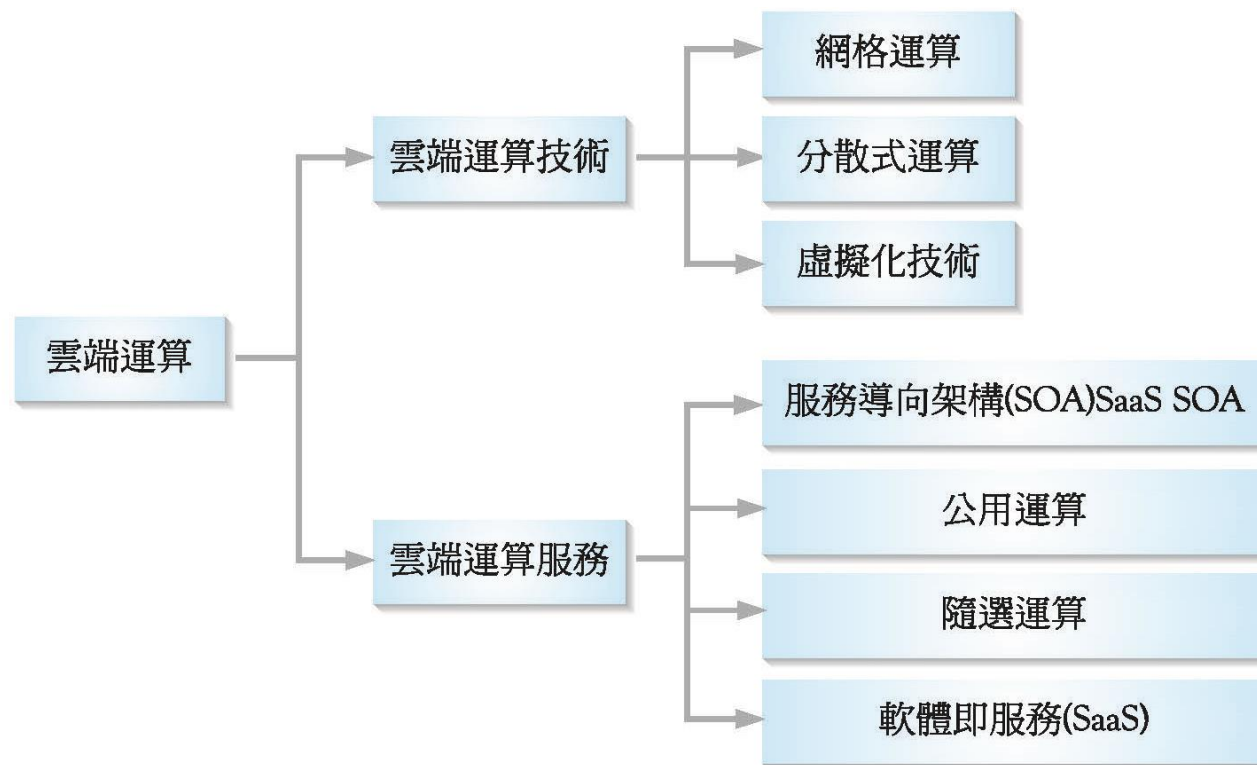 雲端運算
雲端運算技術
網格運算
分散式運算
虛擬化技術
雲端運算服務
服務導向架構(SOA)SaaS SOA
公用運算
隨選運算
軟體即服務(SaaS)